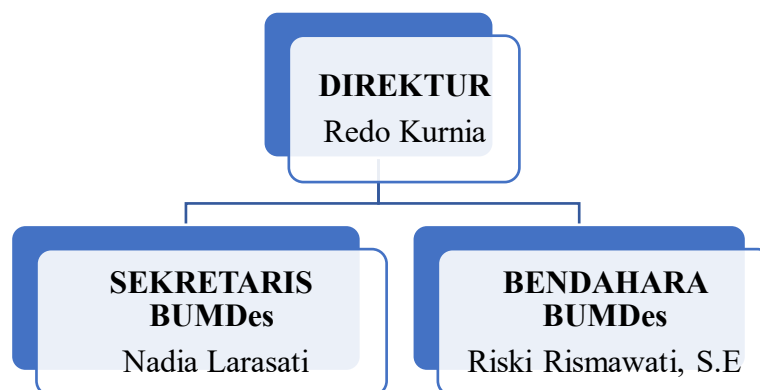 DIREKTUR
Redo Kurnia
SEKRETARIS
BUMDes
Nadia Larasati
BENDAHARA
BUMDes
Riski Rismawati, S.E